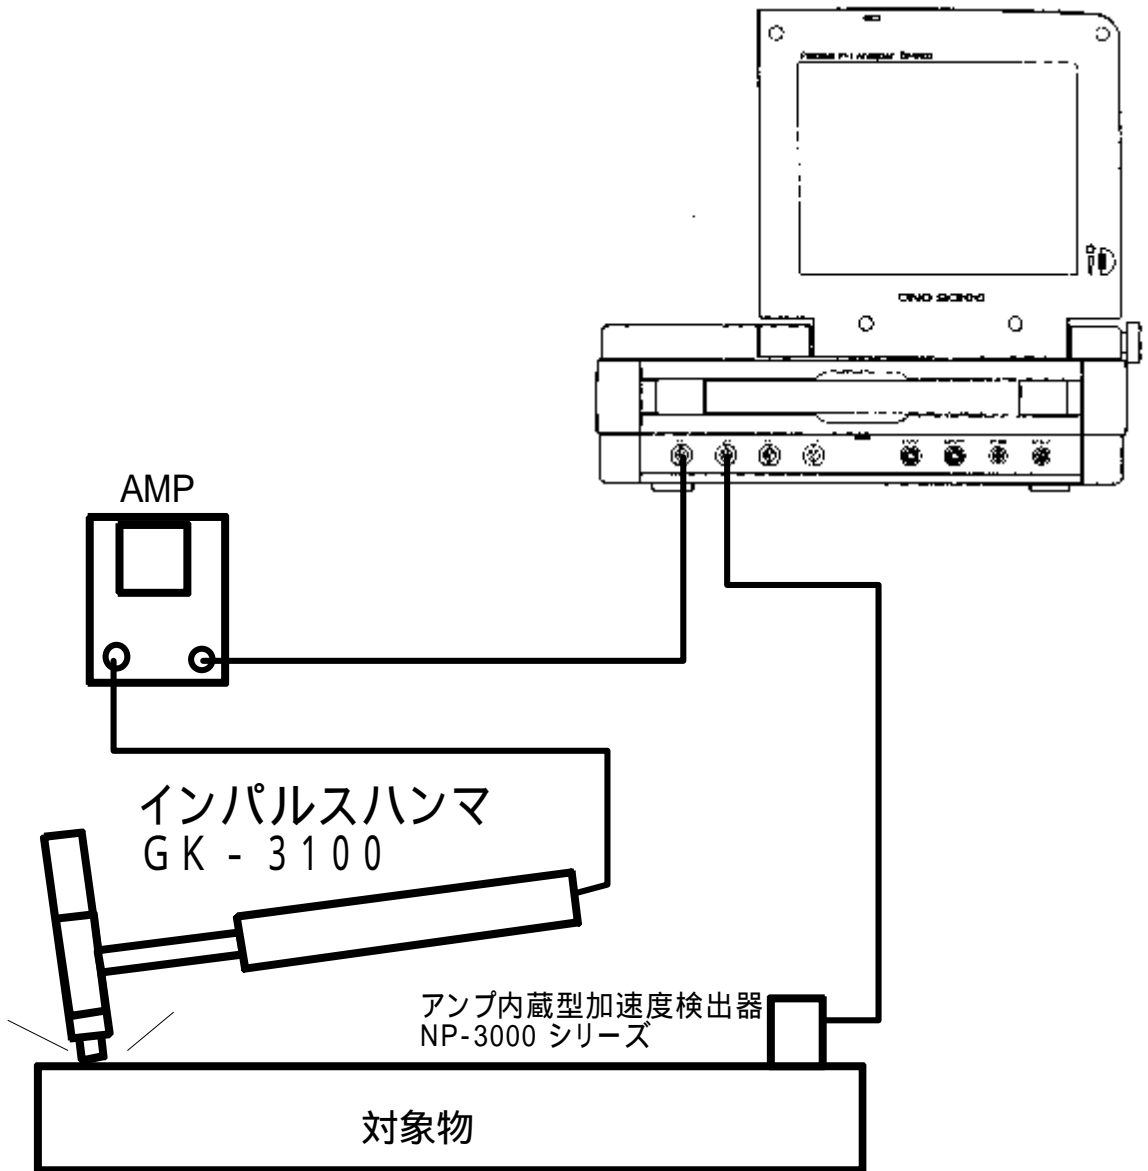 ONO SOKKI
AMP
インパルスハンマ
GK-3100
アンプ内蔵型加速度検出器
NP-3000 シリーズ
対象物